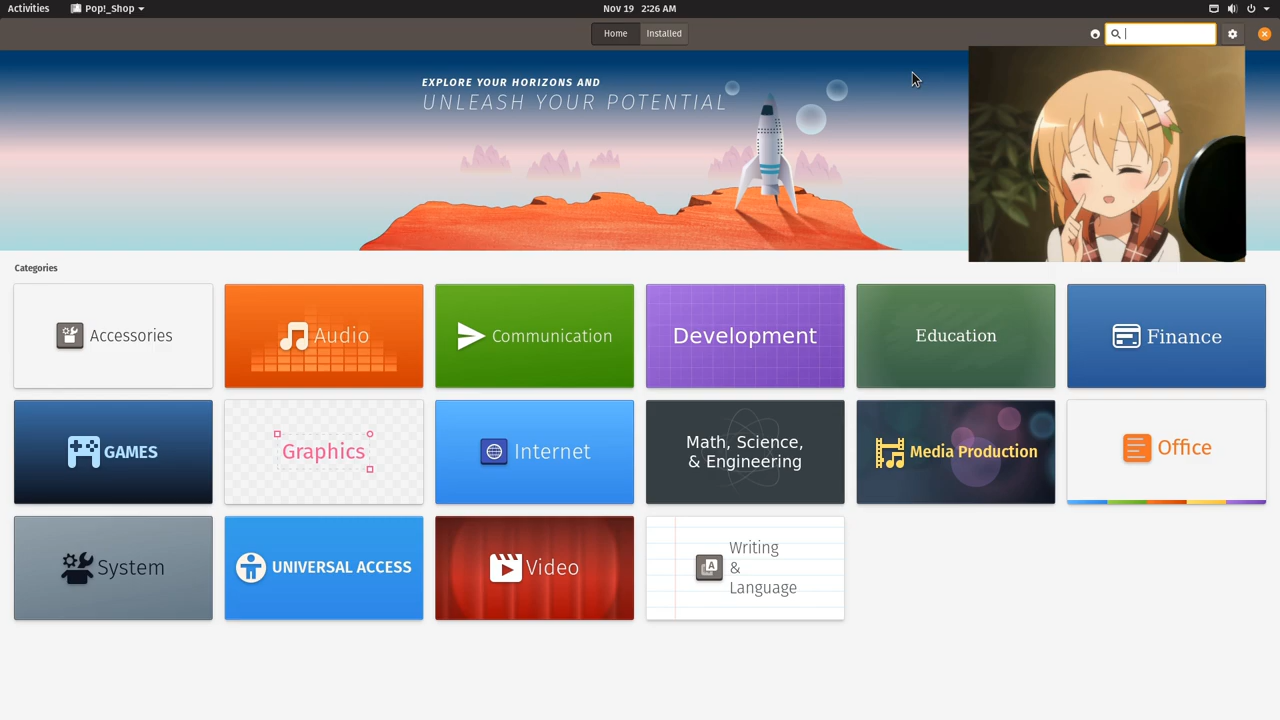 Activities
Pop!_Shop
Nov 19 2:26 AM
Home
Installed
EXPLORE YOUR HORIZONS AND
UNLEASH YOUR POTENTIAL
Categories
Accessories
Audio
Communication
Development
Education
Finance
GAMES
Graphics
Internet
Math, Science,
& Engineering
Media Production
Office
System
UNIVERSAL ACCESS
Video
Writing
&
Language